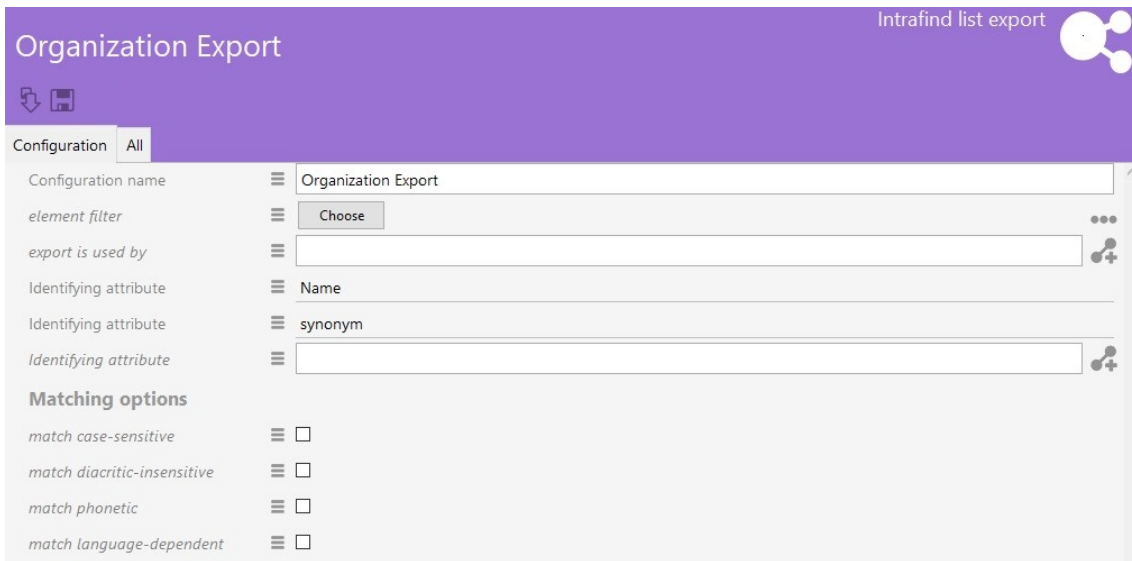 Intrafind list export
Organization Export
Configuration All
Configuration name Organization Export
element filter Choose
export is used by
Identifying attribute Name
Identifying attribute synonym
Identifying attribute
Matching options
match case-sensitive
match diacritic-insensitive
match phonetic
match language-dependent